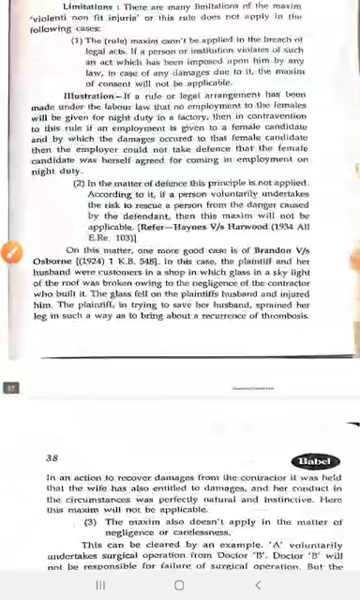 Limitations : There are many limitations of the maxim
'violenti non fit injuria' or this rule does not apply in the
following cases:
(1) The (role) maxim cann't be applied in the breach of
legal acts. If a person or institution violates of such
an act which has been imposed upon him by any
law, in case of any damages due to it, the maxim
of consent will not be applicable.
Illustration—If a rule or legal arrangement has been
made under the labour law that no employment to the females
will be given for night duty in a factory, then in contravention
to this rule if an employment is given to a female candidate
and by which the damages occured to that female candidate
then the employer could not take defence that the female
candidate was herself agreed for coming in employment on
night duty.
(2) In the matter of defence this principle is not applied.
According to it, if a person voluntarily undertakes
the risk to rescue a person from the danger caused
by the defendant, then this maxim will not be
applicable. [Refer—Haynes V/s Harwood (1934 All
E.Re. 103)]
On this matter, one more good case is of Brandon V/s
Osborne [(1924) 1 K.B. 548]. In this case, the plaintiff and her
husband were customers in a shop in which glass in a sky light
of the roof was broken owing to the negligence of the contractor
who built it. The glass fell on the plaintiffs husband and injured
him. The plaintiff, in trying to save her husband, sprained her
leg in such a way as to bring about a recurrence of thrombosis.
38 Babel
In an action to recover damages from the contractor it was held
that the wife has also entitled to damages, and her conduct in
the circumstances was perfectly natural and instinctive. Here
this maxim will not be applicable.
(3) The maxim also doesn't apply in the matter of
negligence or carelessness.
This can be cleared by an example. 'A' voluntarily
undertakes surgical operation from Doctor 'B'. Doctor 'B' will
not be responsible for failure of surgical operation. But the